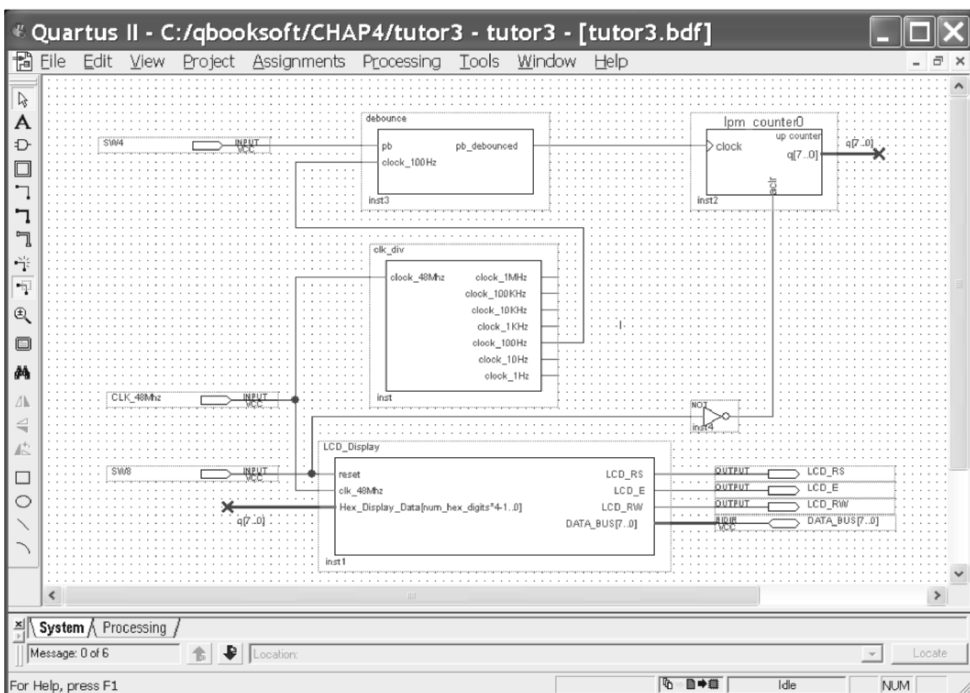 Quartus II - C:/qbooksoft/CHAP4/tutor3 - tutor3 - [tutor3.bdf]
File Edit View Project Assignments Processing Tools Window Help
debounce
pb
clock_100Hz
pb_debounced
inst3
SW4
INPUT
VCC
lpm_counter0
up counter
clock
q[7..0]
aclr
inst2
q[7..0]
clk_div
clock_48Mhz
clock_1MHz
clock_100KHz
clock_10KHz
clock_1KHz
clock_100Hz
clock_10Hz
clock_1Hz
inst
CLK_48Mhz
INPUT
VCC
NOT
inst4
SW8
INPUT
VCC
q[7..0]
LCD_Display
reset
clk_48Mhz
Hex_Display_Data[num_hex_digits*4-1..0]
LCD_RS
LCD_E
LCD_RW
DATA_BUS[7..0]
inst1
OUTPUT LCD_RS
OUTPUT LCD_E
OUTPUT LCD_RW
BIDIR
VCC
DATA_BUS[7..0]
System Processing
Message: 0 of 6
Location:
Locate
For Help, press F1
Idle
NUM